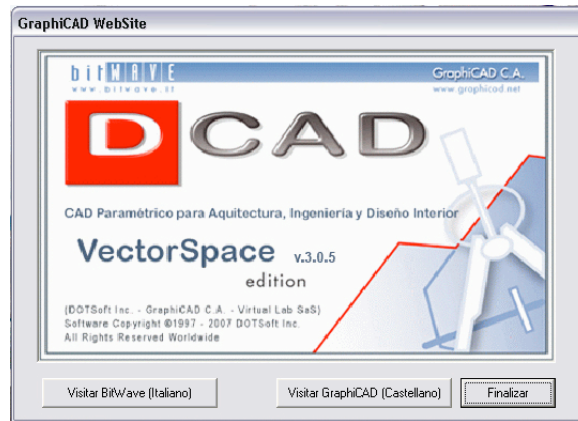 GraphiCAD WebSite
bitWAVE
GraphiCAD C.A.
www.bitwave.it
www.graphicad.net
D CAD
CAD Paramétrico para Aquitectura, Ingeniería y Diseño Interior
VectorSpace v.3.0.5
edition
(DOTSoft Inc. - GraphiCAD C.A. - Virtual Lab SaS)
Software Copyright ©1997 - 2007 DOTSoft Inc.
All Rights Reserved Worldwide
Visitar BitWave (Italiano)
Visitar GraphiCAD (Castellano)
Finalizar